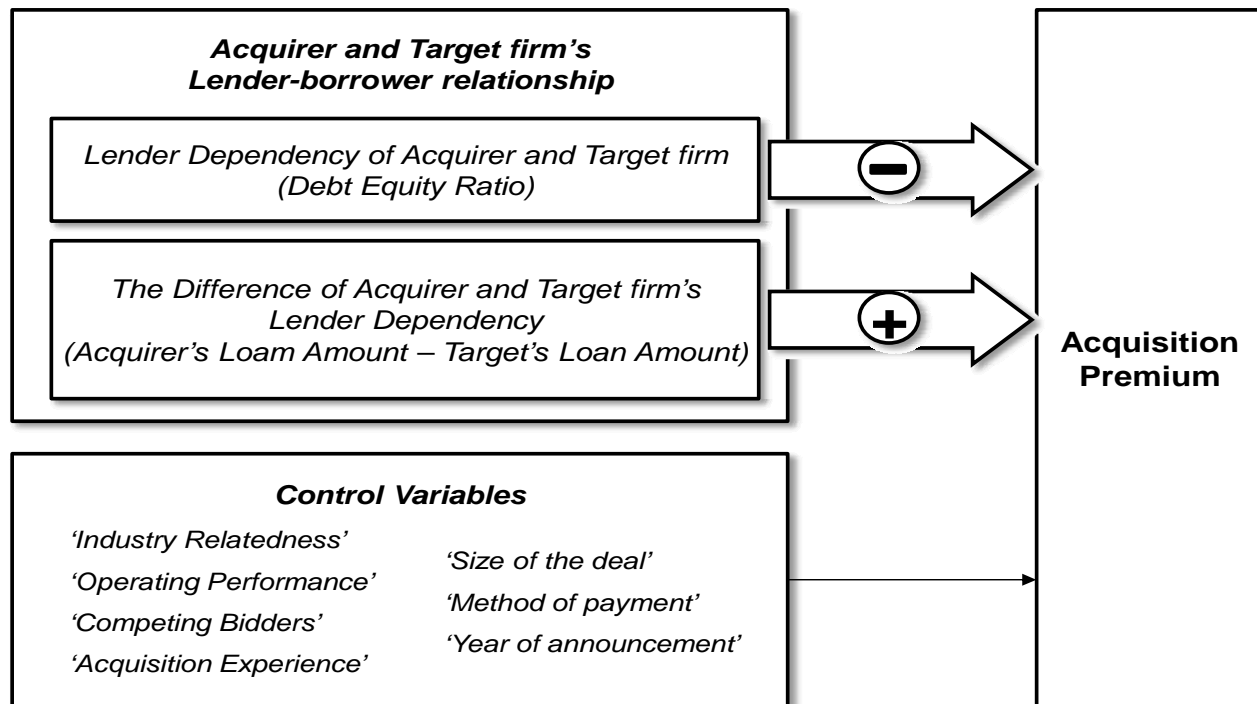 Acquirer and Target firm's
Lender-borrower relationship
Lender Dependency of Acquirer and Target firm
(Debt Equity Ratio)
−
The Difference of Acquirer and Target firm's
Lender Dependency
(Acquirer's Loam Amount – Target's Loan Amount)
+
Acquisition
Premium
Control Variables
‘Industry Relatedness’
‘Operating Performance’
‘Competing Bidders’
‘Acquisition Experience’
‘Size of the deal’
‘Method of payment’
‘Year of announcement’